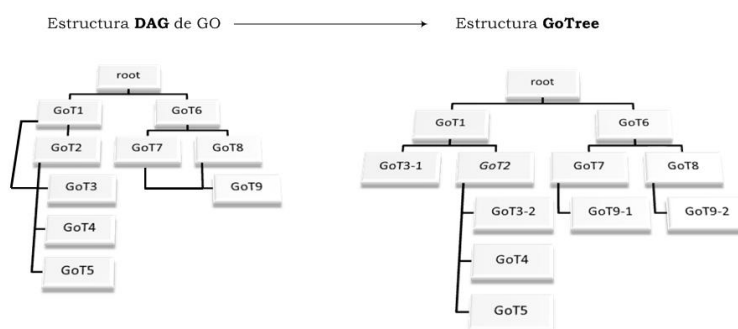 Estructura DAG de GO
Estructura GoTree
root
GoT1
GoT6
GoT2
GoT7
GoT8
GoT3
GoT9
GoT4
GoT5
root
GoT1
GoT6
GoT3-1
GoT2
GoT7
GoT8
GoT3-2
GoT9-1
GoT9-2
GoT4
GoT5